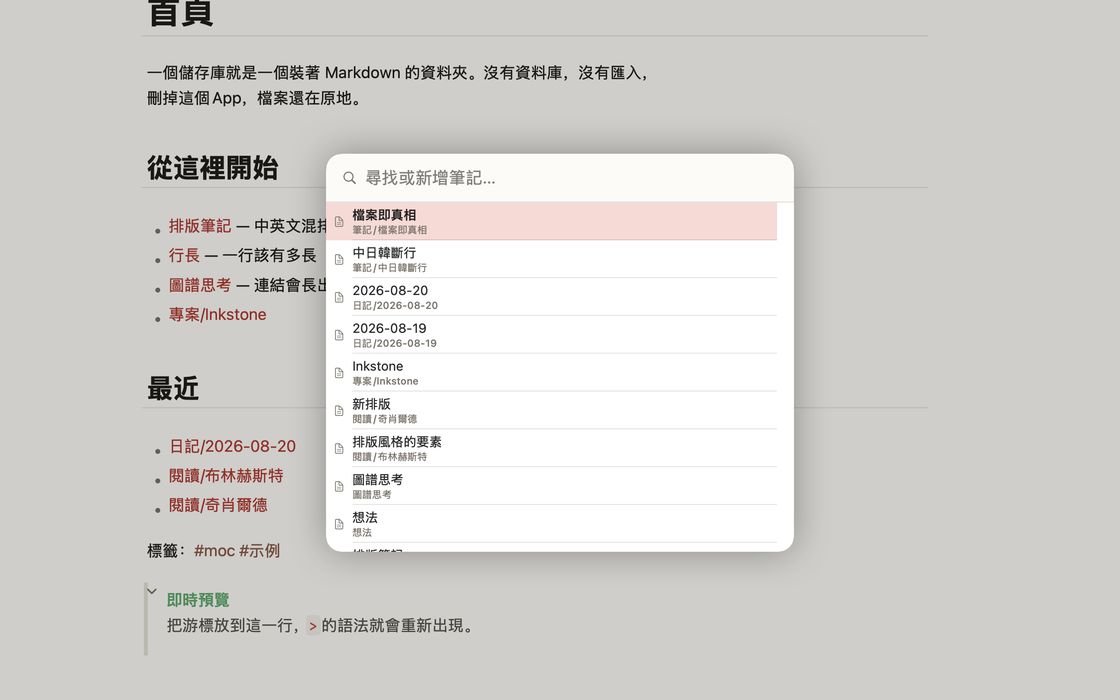 首頁
一個儲存庫就是一個裝著 Markdown 的資料夾。沒有資料庫，沒有匯入，
刪掉這個 App，檔案還在原地。
從這裡開始
排版筆記 — 中英文混排
行長 — 一行該有多長
圖譜思考 — 連結會長出
專案/Inkstone
最近
日記/2026-08-20
閱讀/布林赫斯特
閱讀/奇肖爾德
標籤： #moc #示例
即時預覽
把游標放到這一行，> 的語法就會重新出現。
尋找或新增筆記...
檔案即真相
筆記/檔案即真相
中日韓斷行
筆記/中日韓斷行
2026-08-20
日記/2026-08-20
2026-08-19
日記/2026-08-19
Inkstone
專案/Inkstone
新排版
閱讀/奇肖爾德
排版風格的要素
閱讀/布林赫斯特
圖譜思考
圖譜思考
想法
想法